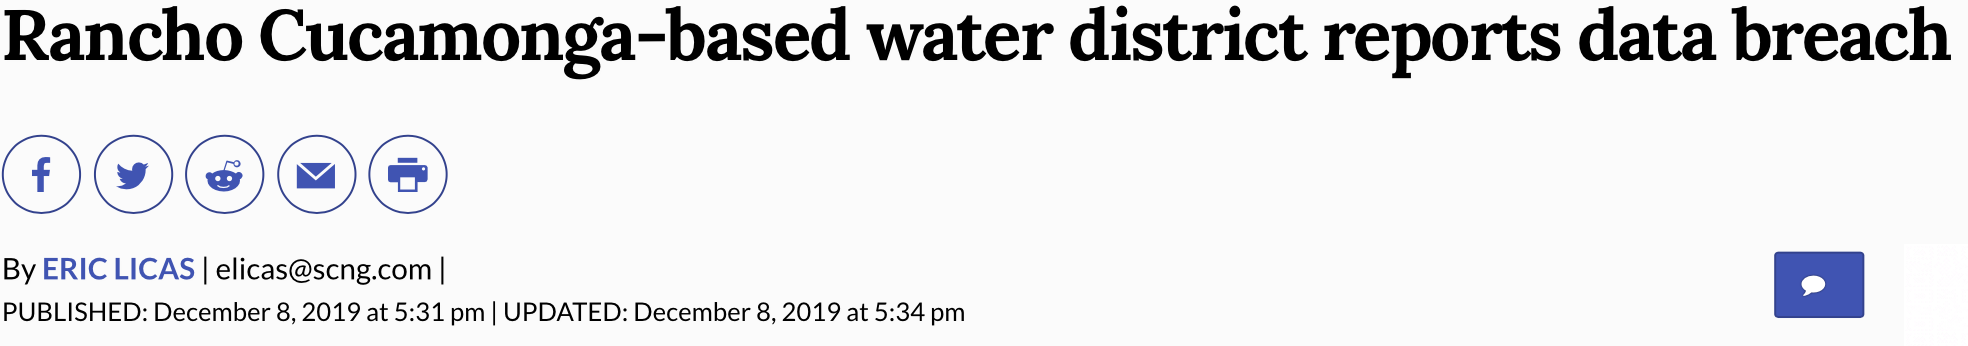 Rancho Cucamonga-based water district reports data breach
By ERIC LICAS | elicas@scng.com |
PUBLISHED: December 8, 2019 at 5:31 pm | UPDATED: December 8, 2019 at 5:34 pm